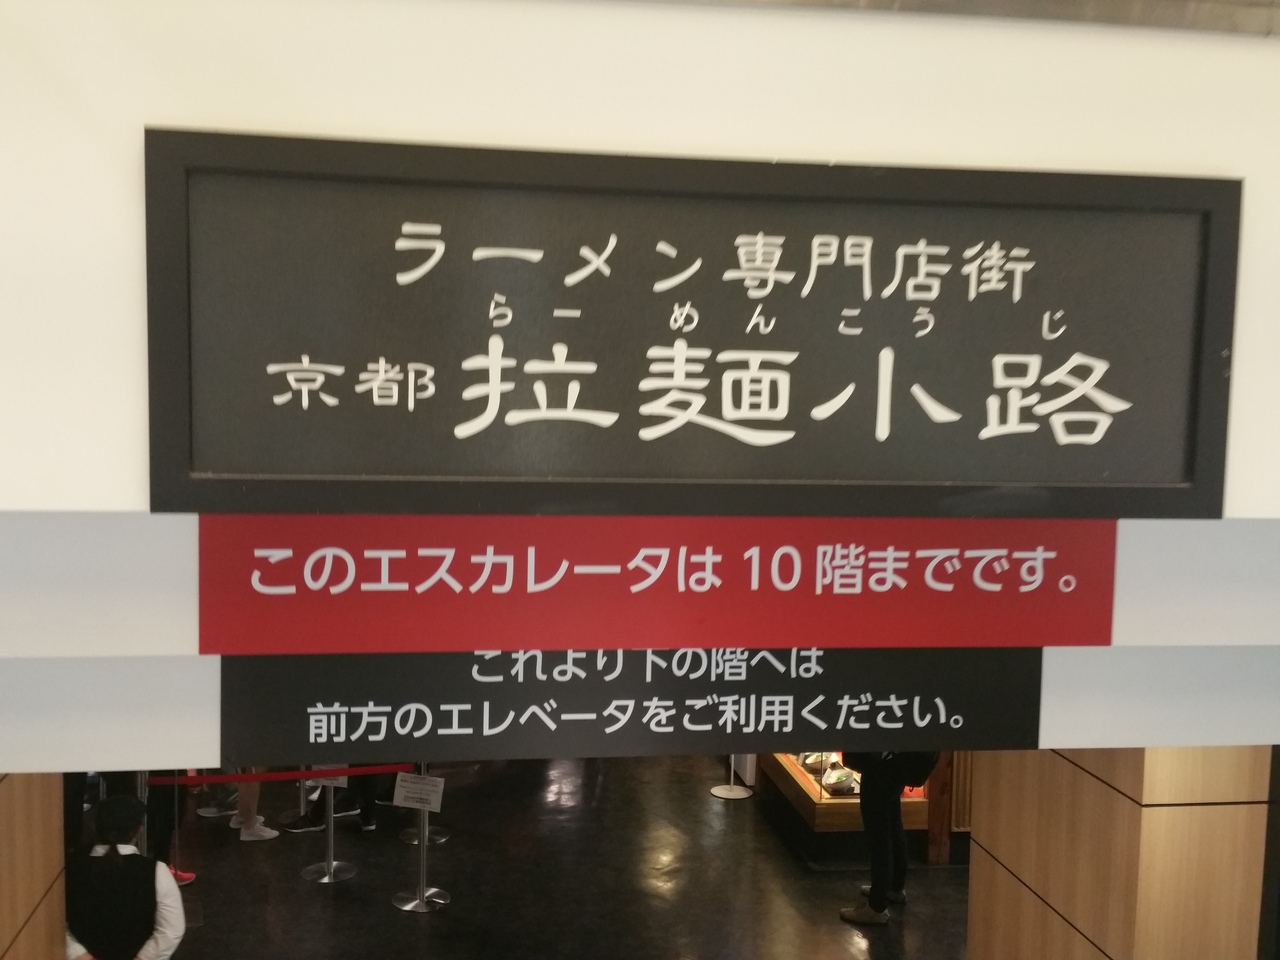 ラーメン専門店街
らーめんこうじ
京都 拉麺小路
このエスカレータは 10 階までです。
これより下の階へは
前方のエレベータをご利用ください。